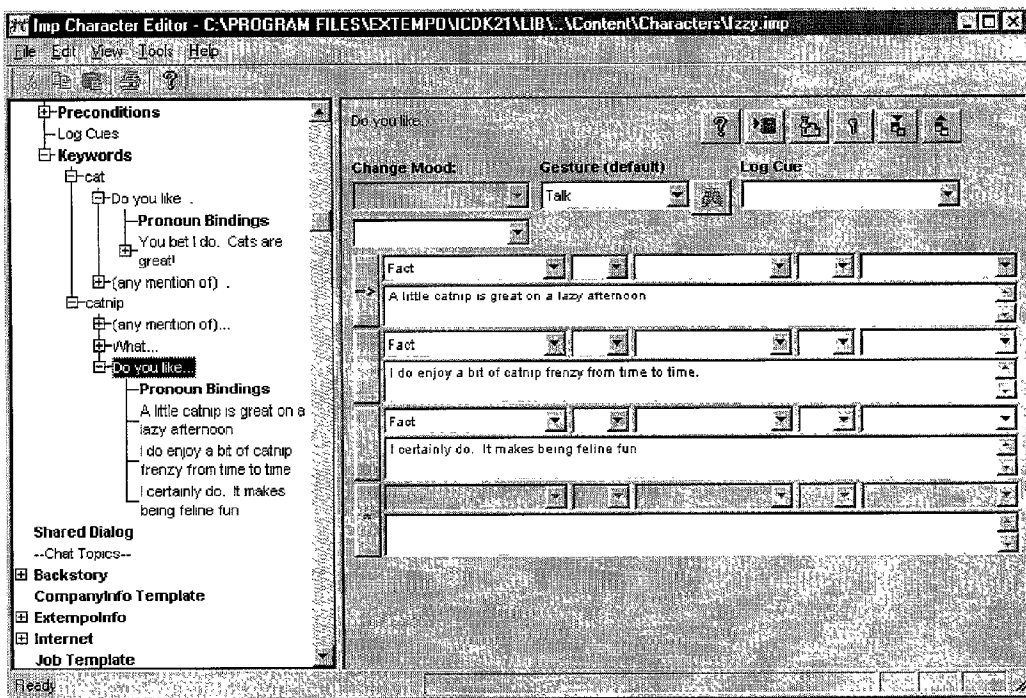 Imp Character Editor - C:\PROGRAM FILES\EXTEMPO\ICDK21\LIB\..\Content\Characters\Izzy.imp
File Edit View Tools Help
Preconditions
Log Cues
Keywords
cat
Do you like .
Pronoun Bindings
You bet I do. Cats are
great!
(any mention of) .
catnip
(any mention of)...
What...
Do you like...
Pronoun Bindings
A little catnip is great on a
lazy afternoon
I do enjoy a bit of catnip
frenzy from time to time
I certainly do. It makes
being feline fun
Shared Dialog
--Chat Topics--
Backstory
CompanyInfo Template
ExtempoInfo
Internet
Job Template
Do you like...
Change Mood: Gesture (default) Log Cue
Talk
Fact
-->
A little catnip is great on a lazy afternoon
Fact
I do enjoy a bit of catnip frenzy from time to time.
Fact
I certainly do. It makes being feline fun
*
Ready